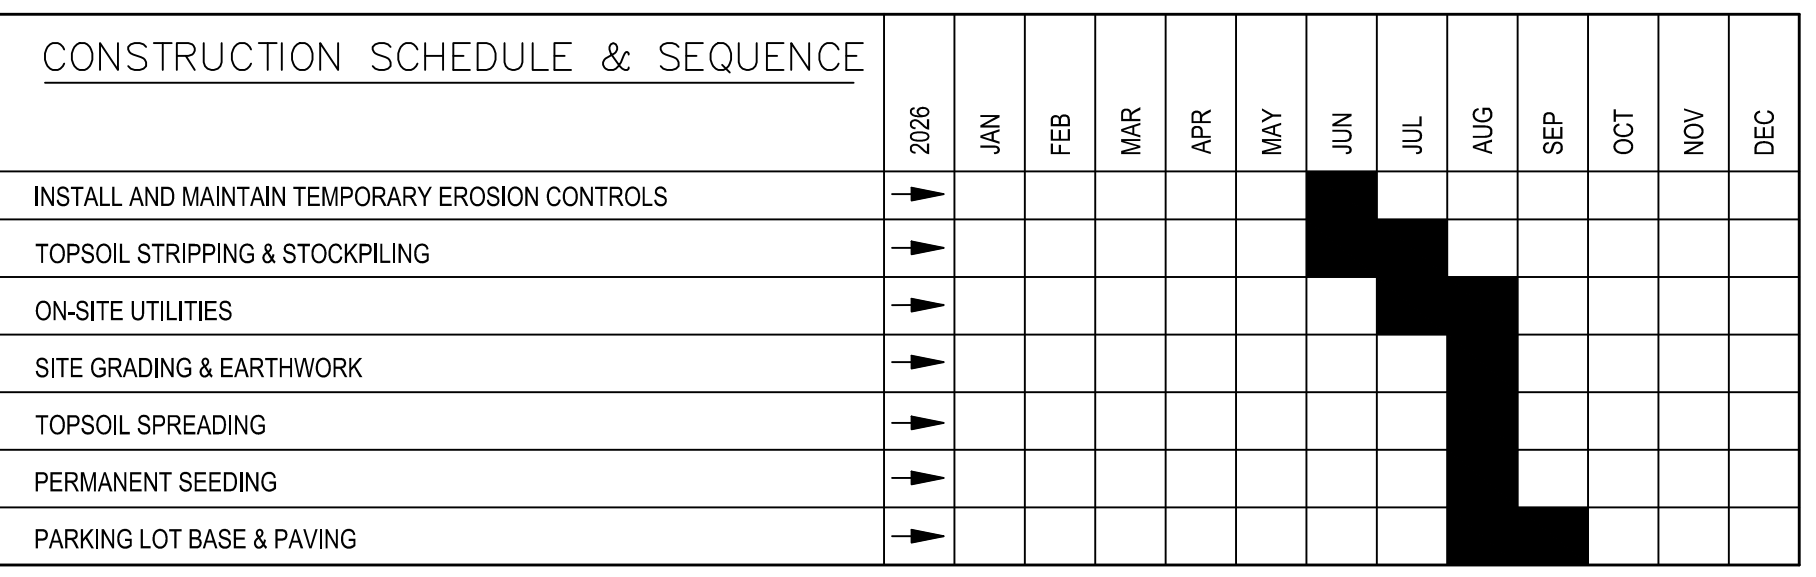 CONSTRUCTION SCHEDULE & SEQUENCE
2026 JAN FEB MAR APR MAY JUN JUL AUG SEP OCT NOV DEC
INSTALL AND MAINTAIN TEMPORARY EROSION CONTROLS
TOPSOIL STRIPPING & STOCKPILING
ON-SITE UTILITIES
SITE GRADING & EARTHWORK
TOPSOIL SPREADING
PERMANENT SEEDING
PARKING LOT BASE & PAVING